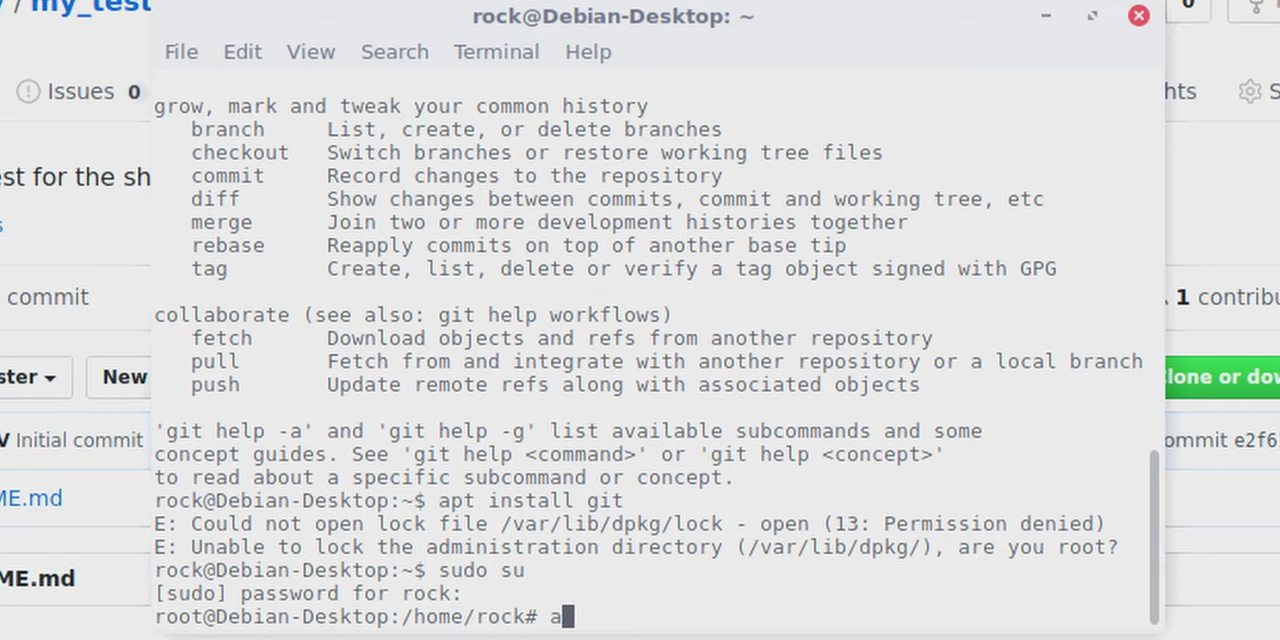 / my_test
rock@Debian-Desktop: ~
0
File Edit View Search Terminal Help
Issues 0
grow, mark and tweak your common history
branch List, create, or delete branches
checkout Switch branches or restore working tree files
commit Record changes to the repository
diff Show changes between commits, commit and working tree, etc
merge Join two or more development histories together
rebase Reapply commits on top of another base tip
tag Create, list, delete or verify a tag object signed with GPG
collaborate (see also: git help workflows)
fetch Download objects and refs from another repository
pull Fetch from and integrate with another repository or a local branch
push Update remote refs along with associated objects
'git help -a' and 'git help -g' list available subcommands and some
concept guides. See 'git help <command>' or 'git help <concept>'
to read about a specific subcommand or concept.
rock@Debian-Desktop:~$ apt install git
E: Could not open lock file /var/lib/dpkg/lock - open (13: Permission denied)
E: Unable to lock the administration directory (/var/lib/dpkg/), are you root?
rock@Debian-Desktop:~$ sudo su
[sudo] password for rock:
root@Debian-Desktop:/home/rock# a
hts S
est for the sh
commit
1 contribu
ster New
lone or dow
V Initial commit
ommit e2f6
ME.md
ME.md